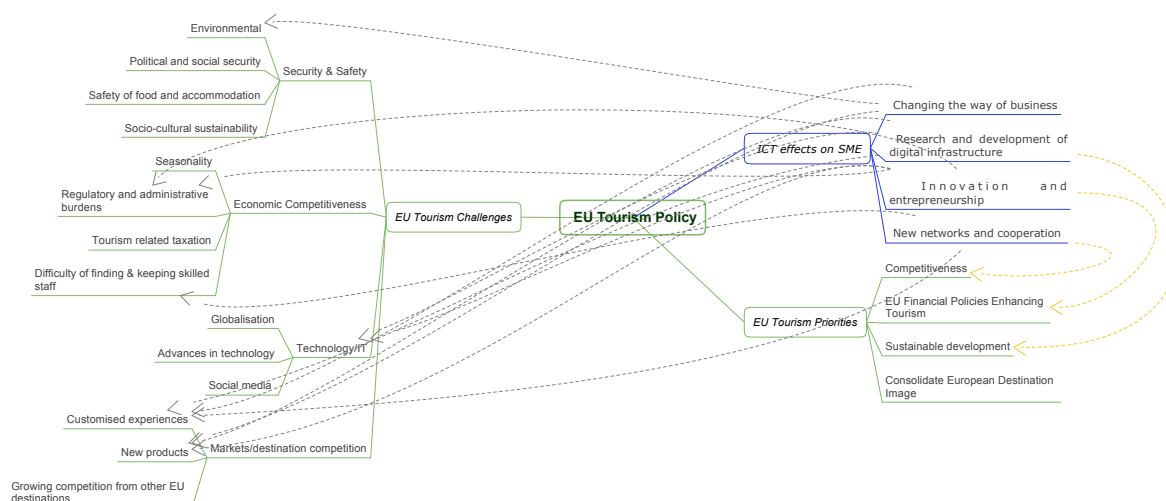 Environmental
Political and social security
Safety of food and accommodation
Socio-cultural sustainability
Security & Safety
Seasonality
Regulatory and administrative
burdens
Tourism related taxation
Difficulty of finding & keeping skilled
staff
Economic Competitiveness
Globalisation
Advances in technology
Social media
Technology/IT
Customised experiences
New products
Growing competition from other EU
destinations
Markets/destination competition
EU Tourism Challenges
EU Tourism Policy
ICT effects on SME
Changing the way of business
Research and development of
digital infrastructure
Innovation and
entrepreneurship
New networks and cooperation
EU Tourism Priorities
Competitiveness
EU Financial Policies Enhancing
Tourism
Sustainable development
Consolidate European Destination
Image